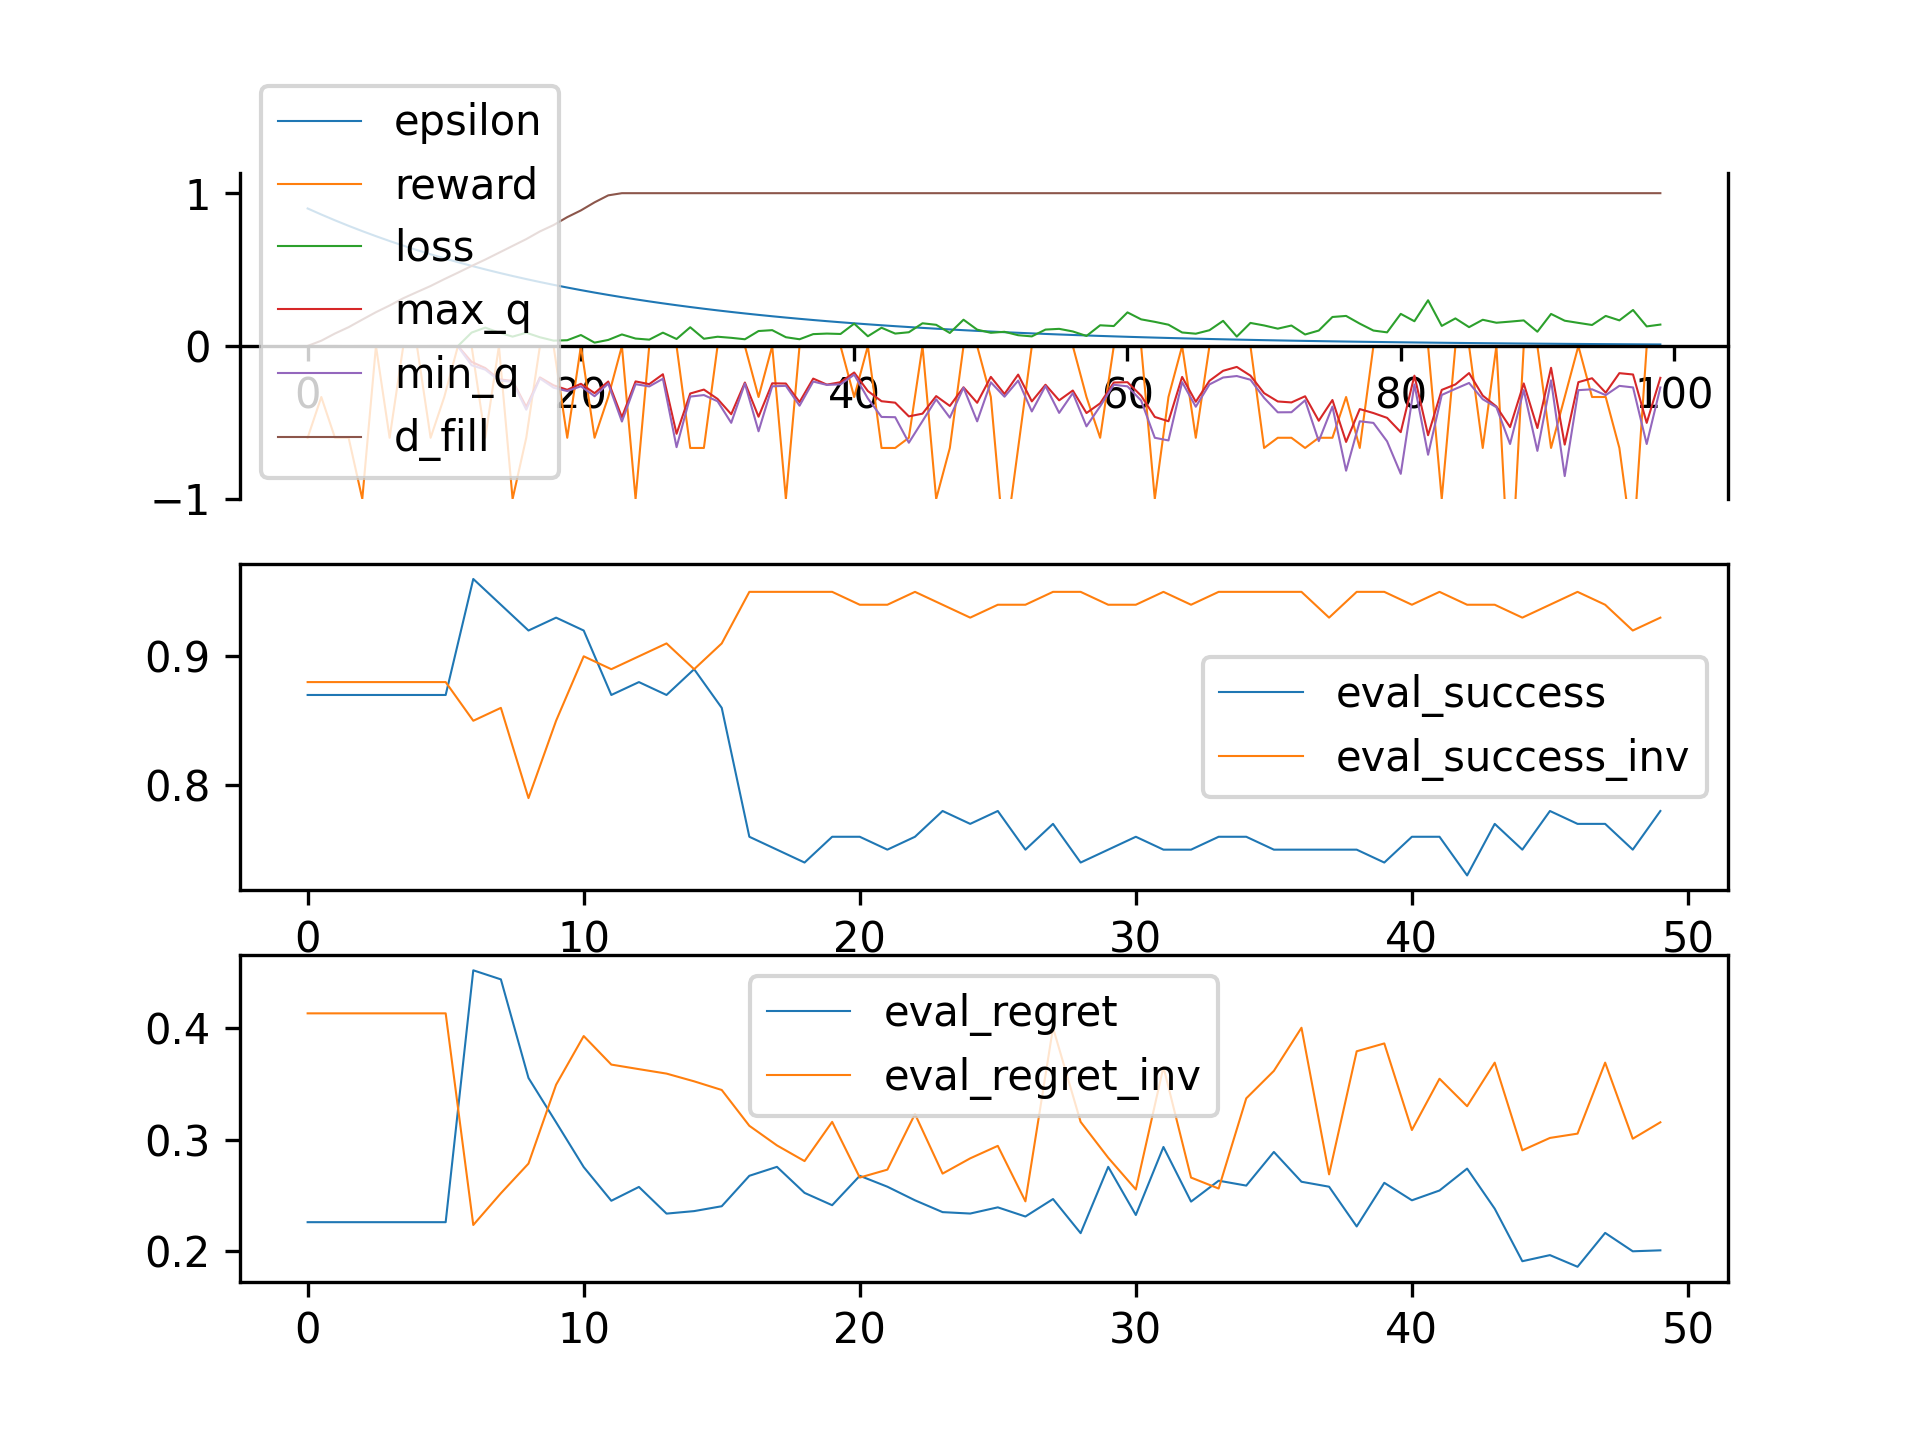 epsilon
reward
loss
max_q
min_q
d_fill
1
0
−1
0 20 40 60 80 100
0.9
0.8
eval_success
eval_success_inv
0 10 20 30 40 50
0.4
0.3
0.2
eval_regret
eval_regret_inv
0 10 20 30 40 50